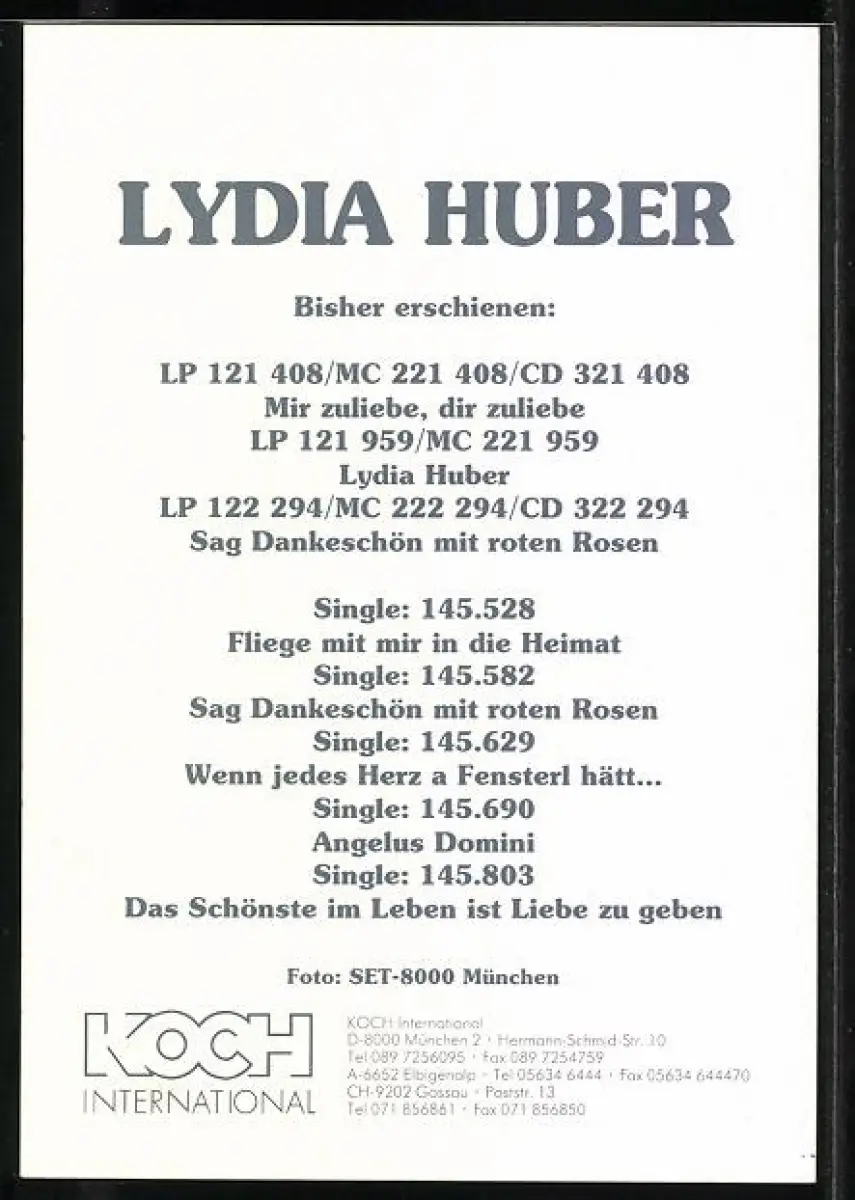 LYDIA HUBER
Bisher erschienen:
LP 121 408/MC 221 408/CD 321 408
Mir zuliebe, dir zuliebe
LP 121 959/MC 221 959
Lydia Huber
LP 122 294/MC 222 294/CD 322 294
Sag Dankeschön mit roten Rosen
Single: 145.528
Fliege mit mir in die Heimat
Single: 145.582
Sag Dankeschön mit roten Rosen
Single: 145.629
Wenn jedes Herz a Fensterl hätt...
Single: 145.690
Angelus Domini
Single: 145.803
Das Schönste im Leben ist Liebe zu geben
Foto: SET-8000 München
KOCH
INTERNATIONAL
KOCH International
D-8000 München 2 · Hermann-Schmid-Str. 10
Tel 089 7256095 · Fax 089 7254759
A-6652 Elbigenalp · Tel 05634 6444 · Fax 05634 644470
CH-9202 Gossau · Poststr. 13
Tel 071 856861 · Fax 071 856850